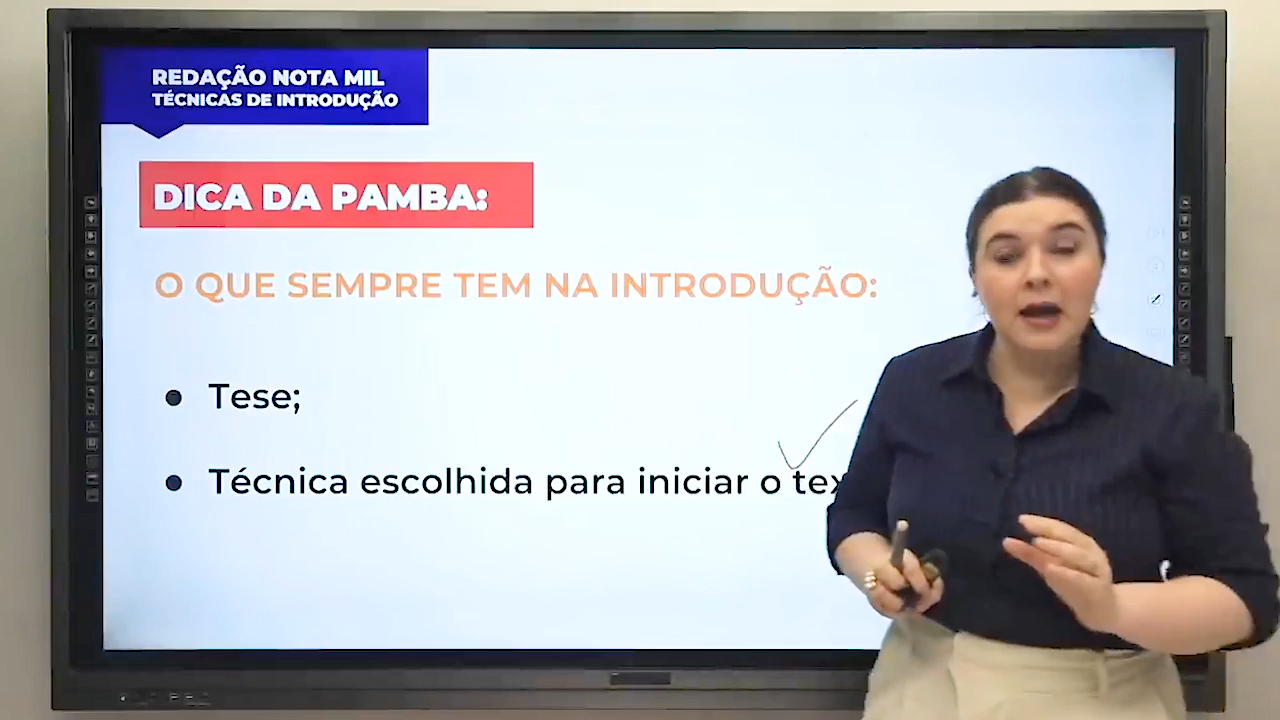 REDAÇÃO NOTA MIL
TÉCNICAS DE INTRODUÇÃO
DICA DA PAMBA:
O QUE SEMPRE TEM NA INTRODUÇÃO:
● Tese;
● Técnica escolhida para iniciar o